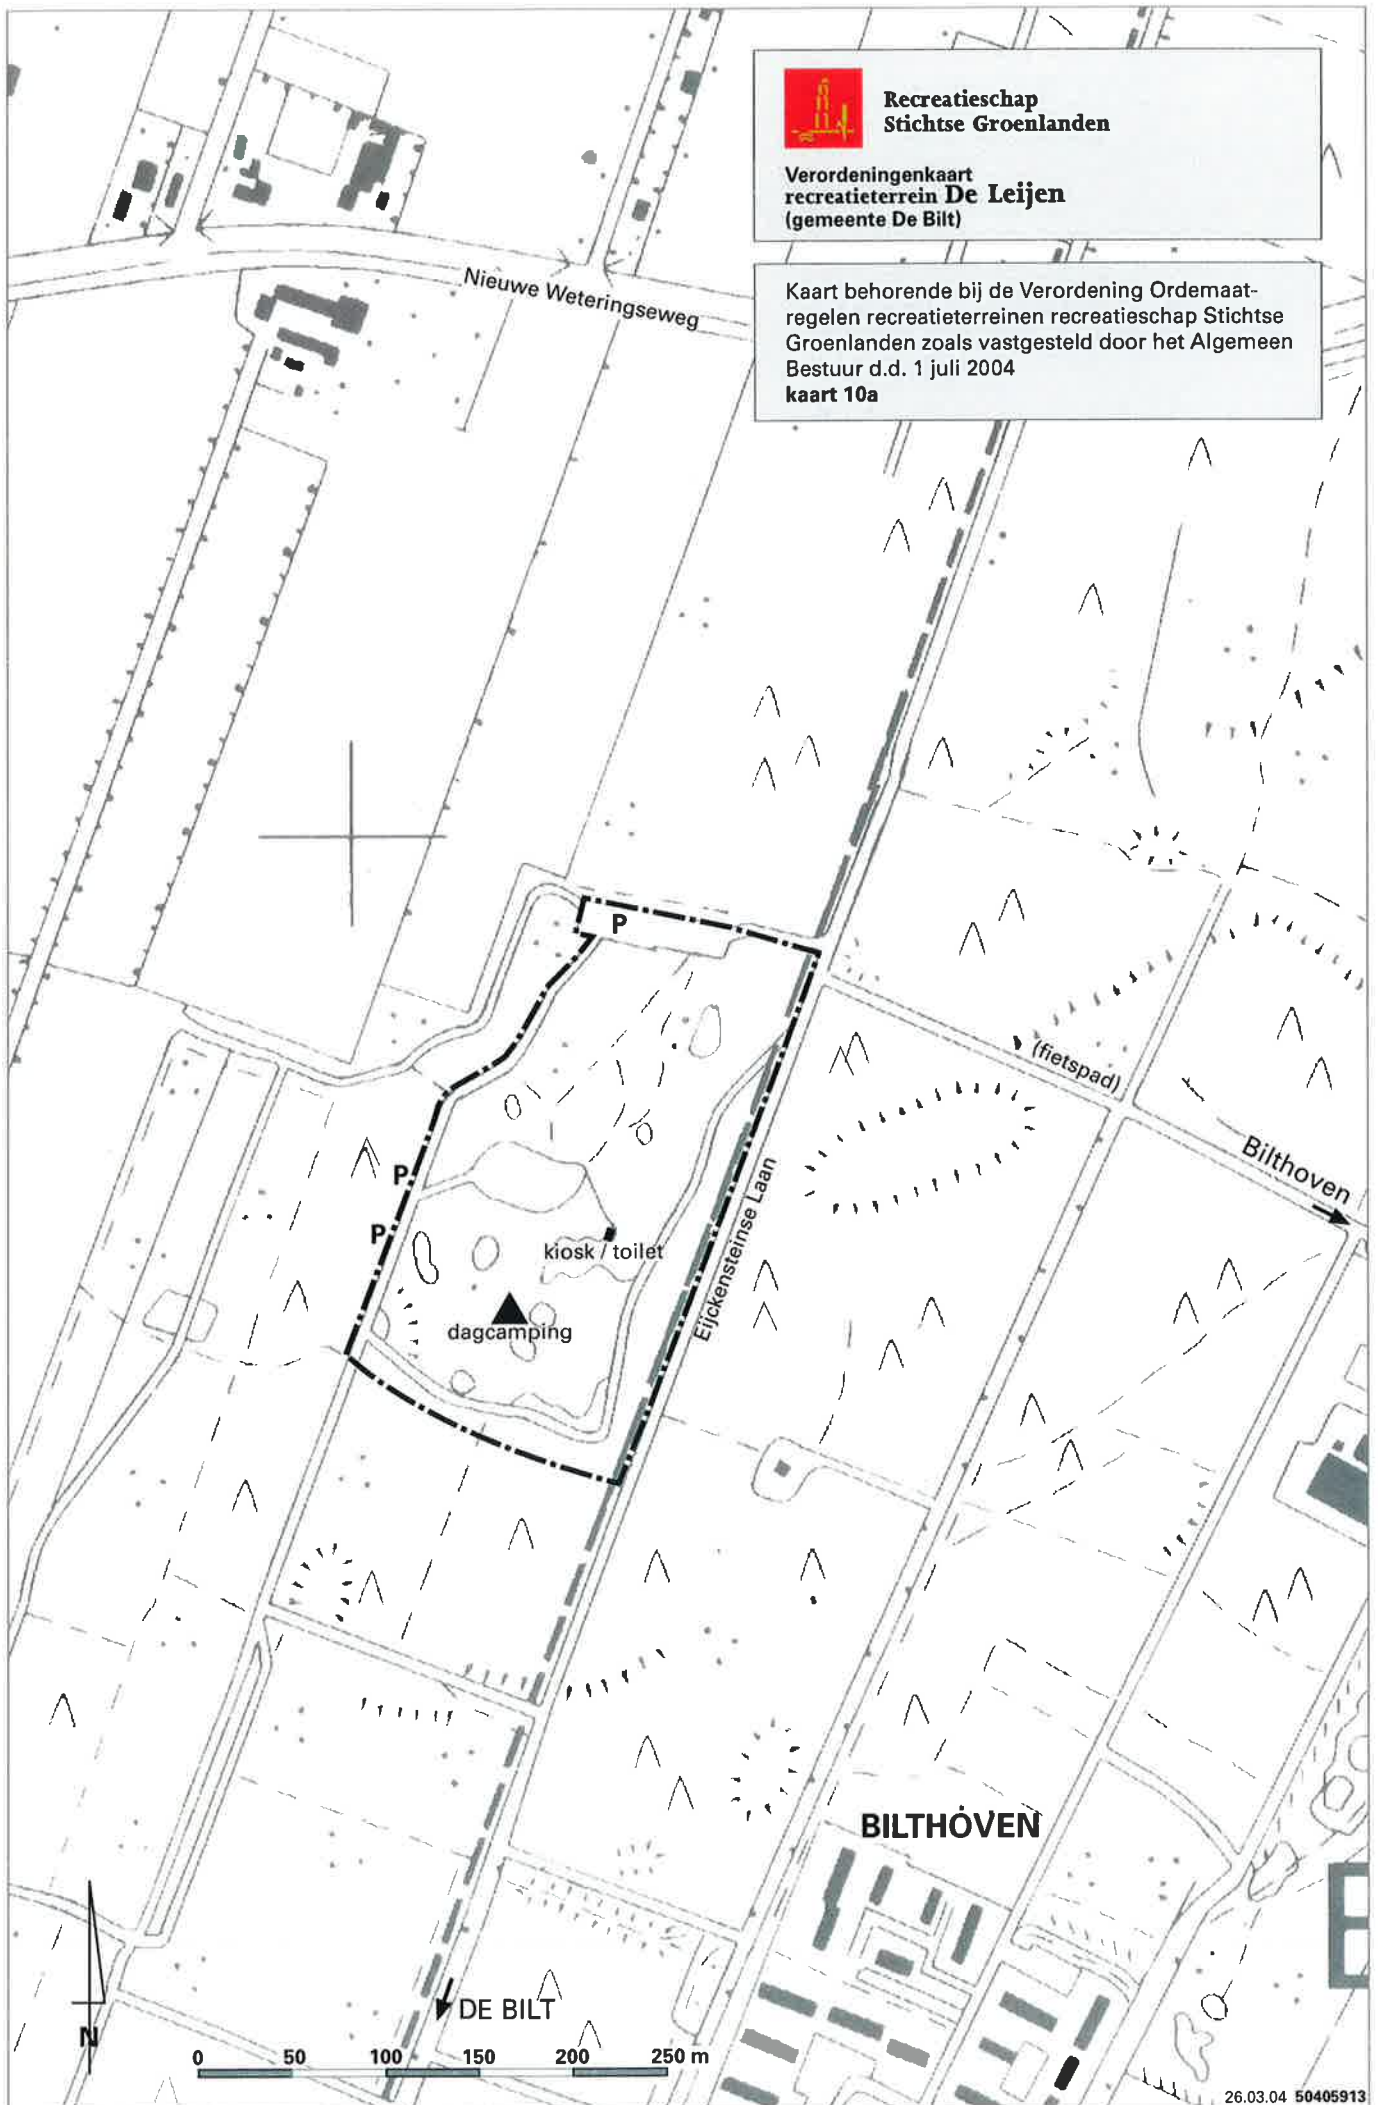 Recreatieschap
Stichtse Groenlanden
Verordeningenkaart
recreatieterrein De Leijen
(gemeente De Bilt)
Kaart behorende bij de Verordening Ordemaat-
regelen recreatieterreinen recreatieschap Stichtse
Groenlanden zoals vastgesteld door het Algemeen
Bestuur d.d. 1 juli 2004
kaart 10a
Nieuwe Weteringseweg
P
(fietspad)
Bilthoven
P
P
kiosk / toilet
Eijckensteinse Laan
dagcamping
BILTHOVEN
DE BILT
N
0 50 100 150 200 250 m
26.03.04 50405913